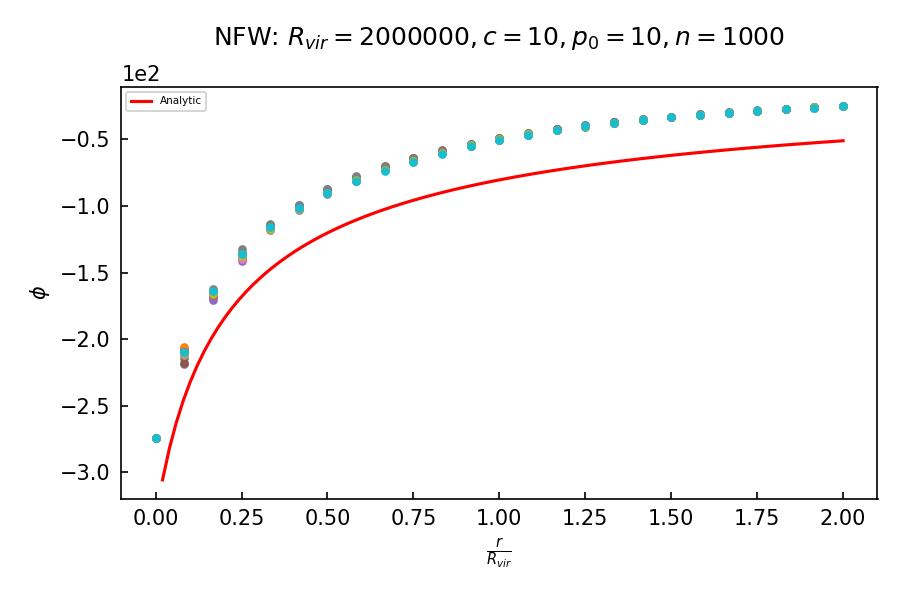 NFW: $R_{vir} = 2000000, c = 10, p_0 = 10, n = 1000$
1e2
Analytic
−0.5
−1.0
−1.5
−2.0
−2.5
−3.0
ϕ
0.00 0.25 0.50 0.75 1.00 1.25 1.50 1.75 2.00
$\frac{r}{R_{vir}}$